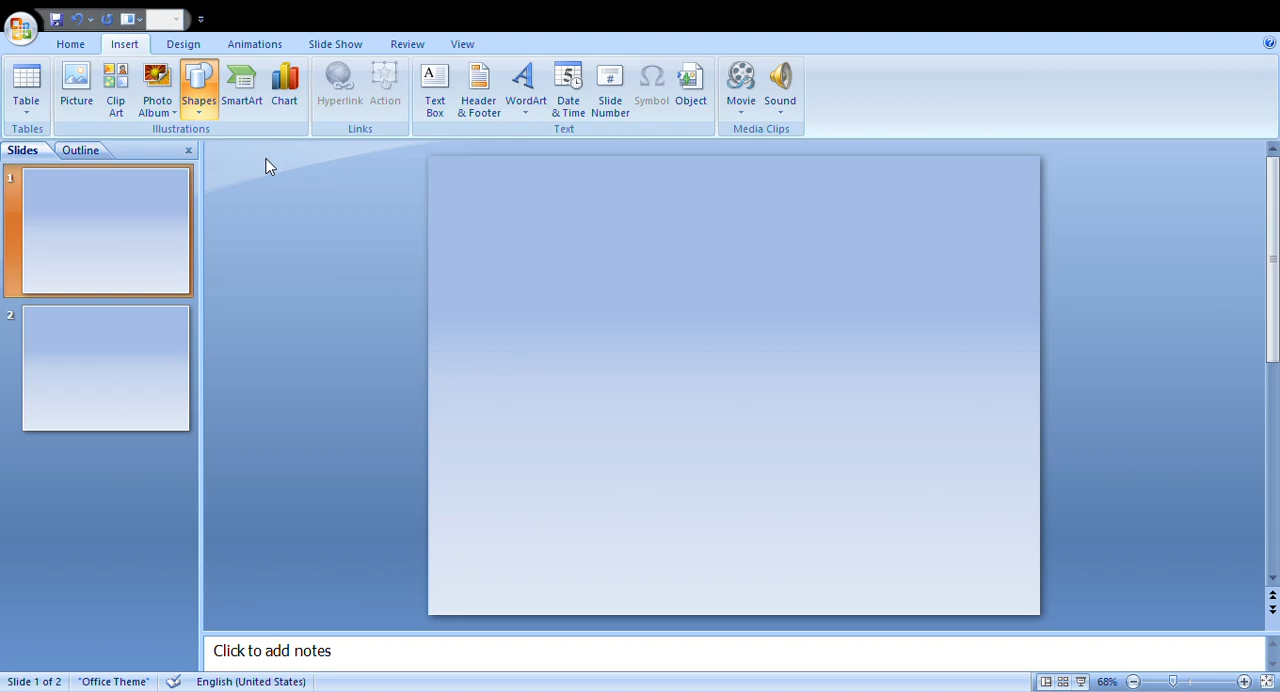 Home Insert Design Animations Slide Show Review View
Table Picture Clip Art Photo Album Shapes SmartArt Chart Hyperlink Action Text Box Header & Footer WordArt Date & Time Slide Number Symbol Object Movie Sound
Tables Illustrations Links Text Media Clips
Slides Outline
1
2
Click to add notes
Slide 1 of 2 "Office Theme" English (United States) 68%